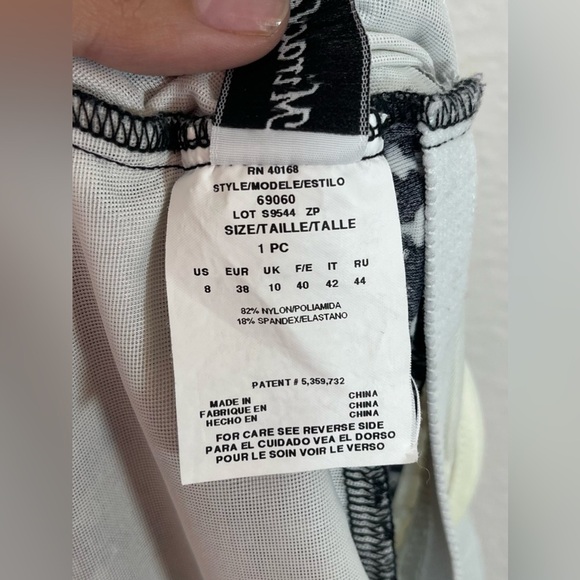 RN 40168
STYLE/MODELE/ESTILO
69060
LOT S9544 ZP
SIZE/TAILLE/TALLE
1 PC
US EUR UK F/E IT RU
8 38 10 40 42 44
82% NYLON/POLIAMIDA
18% SPANDEX/ELASTANO
PATENT # 5,359,732
MADE IN CHINA
FABRIQUE EN CHINA
HECHO EN CHINA
FOR CARE SEE REVERSE SIDE
PARA EL CUIDADO VEA EL DORSO
POUR LE SOIN VOIR LE VERSO